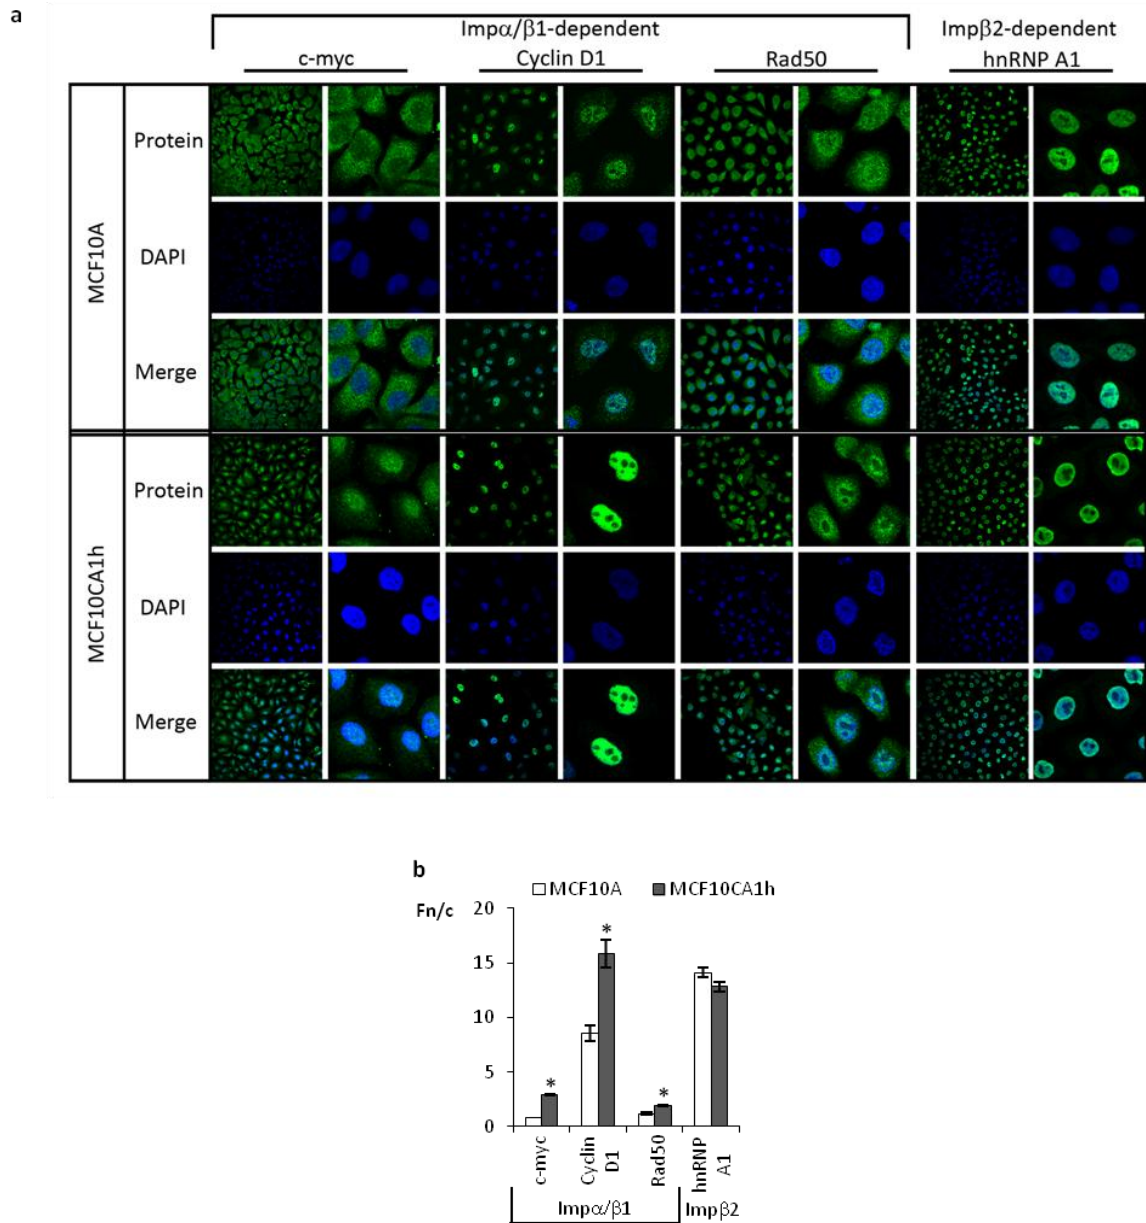 a
Impα/β1-dependent
Impβ2-dependent
c-myc
Cyclin D1
Rad50
hnRNP A1
MCF10A
Protein
DAPI
Merge
MCF10CA1h
Protein
DAPI
Merge
b
MCF10A
MCF10CA1h
Fn/c
20
15
10
5
0
*
*
*
c-myc
Cyclin D1
Rad50
hnRNP A1
Impα/β1
Impβ2